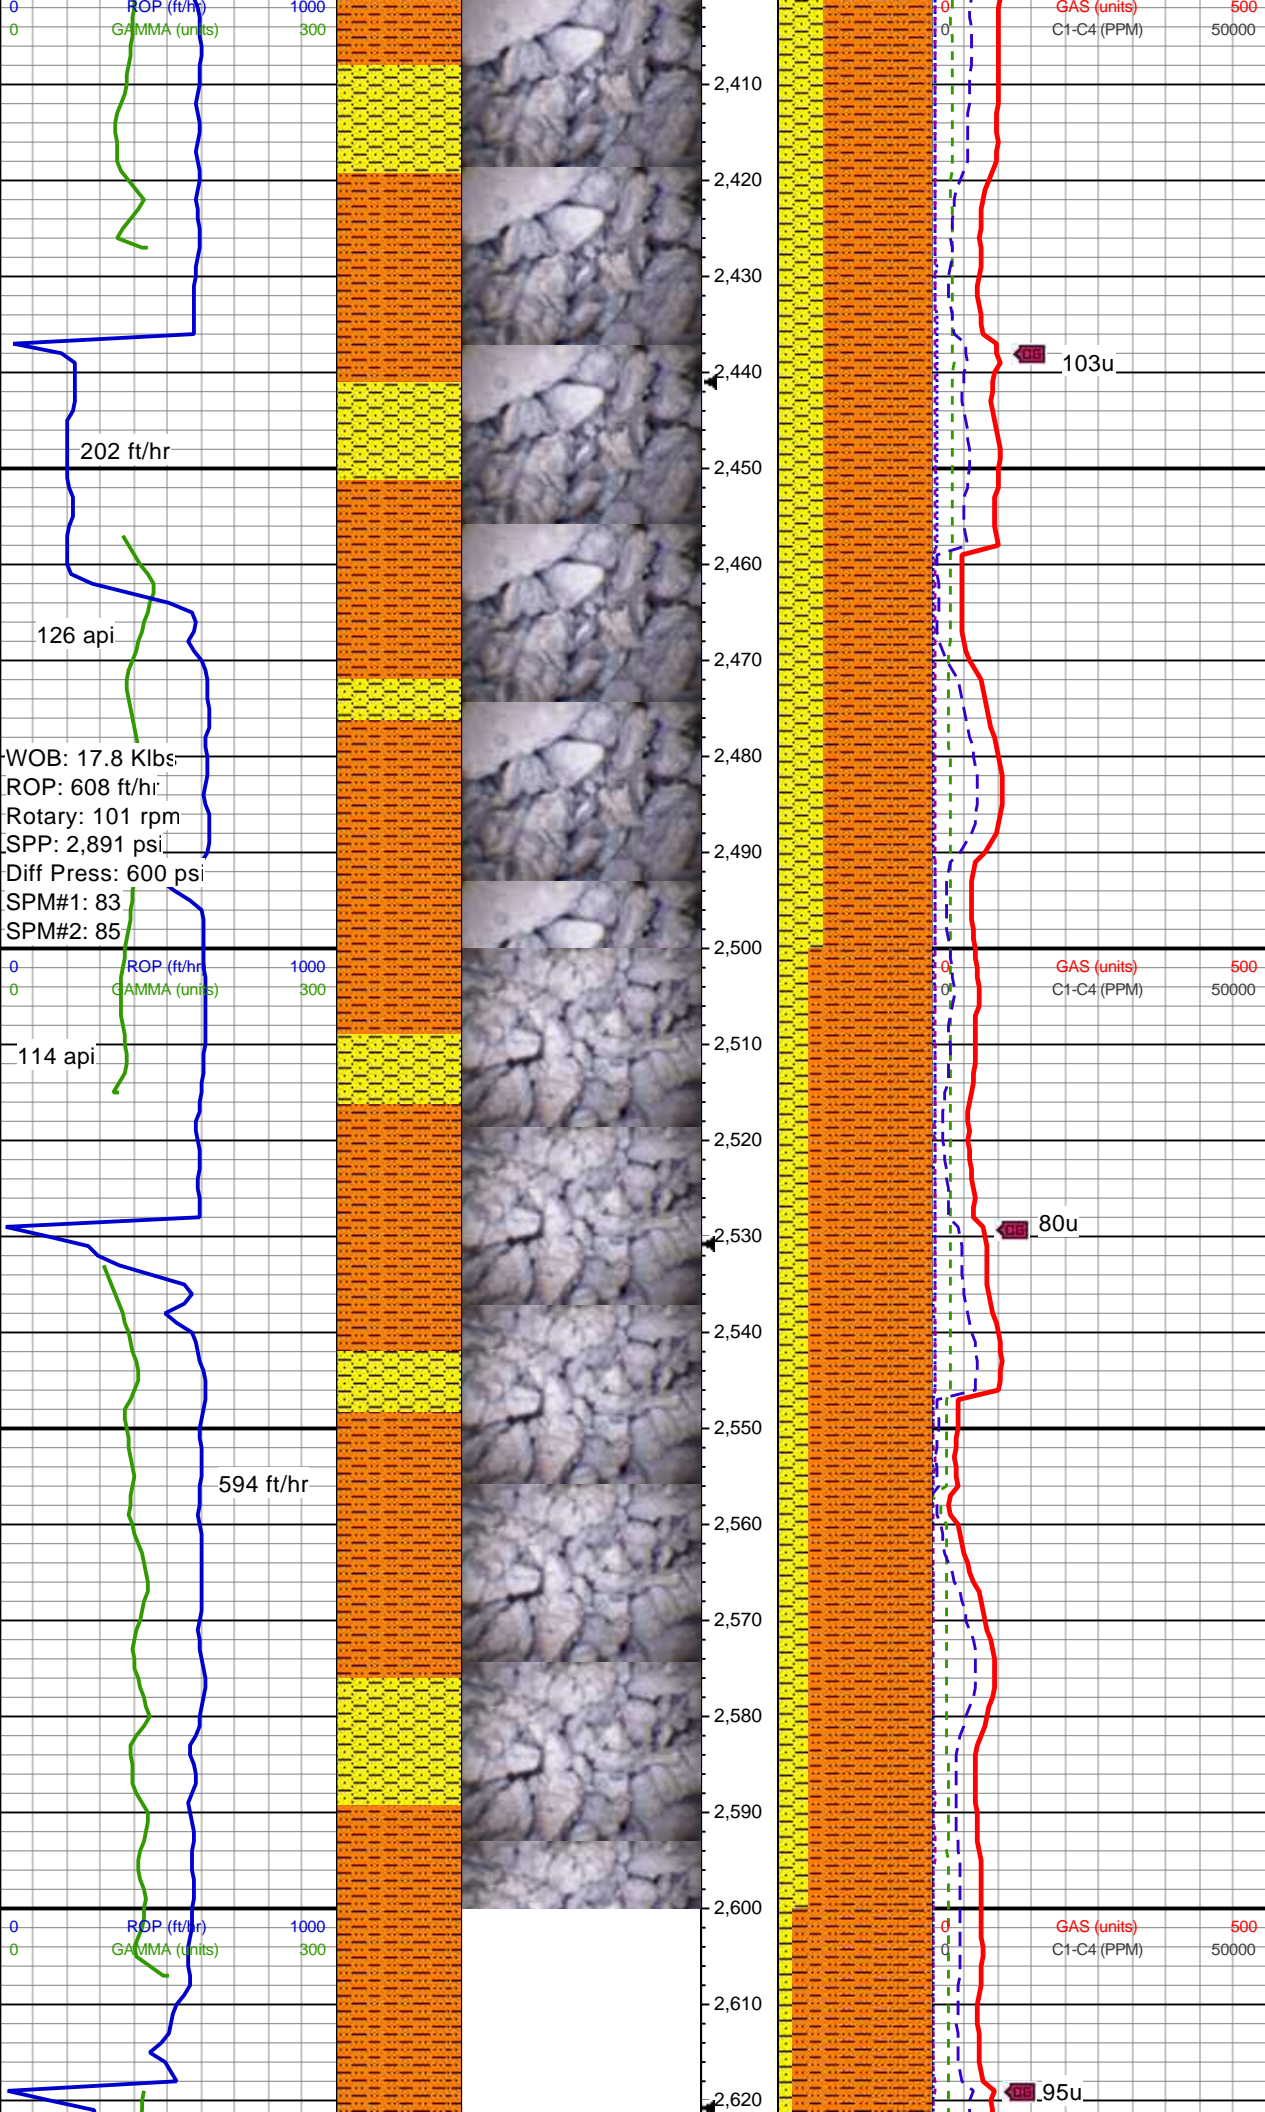 0 ROP (ft/hr) 1000
0 GAMMA (units) 300
0 GAS (units) 500
0 C1-C4 (PPM) 50000
2,410
2,420
2,430
CG 103u
2,440
202 ft/hr
2,450
2,460
126 api
2,470
WOB: 17.8 Klbs
2,480
ROP: 608 ft/hr
Rotary: 101 rpm
SPP: 2,891 psi
2,490
Diff Press: 600 psi
SPM#1: 83
SPM#2: 85
2,500
0 ROP (ft/hr) 1000
0 GAMMA (units) 300
0 GAS (units) 500
0 C1-C4 (PPM) 50000
2,510
114 api
2,520
CG 80u
2,530
2,540
2,550
594 ft/hr
2,560
2,570
2,580
2,590
2,600
0 ROP (ft/hr) 1000
0 GAMMA (units) 300
0 GAS (units) 500
0 C1-C4 (PPM) 50000
2,610
CG 95u
2,620